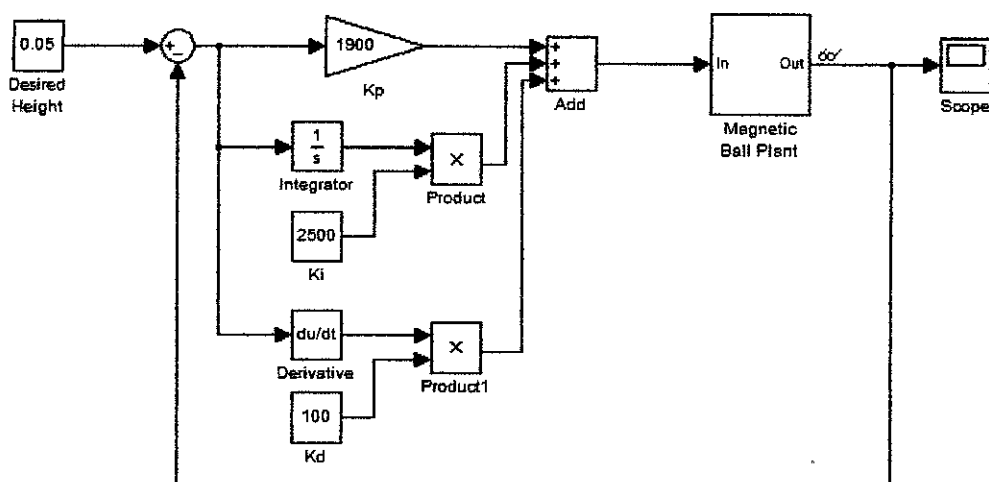 0.05
Desired
Height
+
−
1900
Kp
+
+
+
Add
In
Out
Magnetic
Ball Plant
Scope
1
s
Integrator
×
Product
2500
Ki
du/dt
Derivative
×
Product1
100
Kd